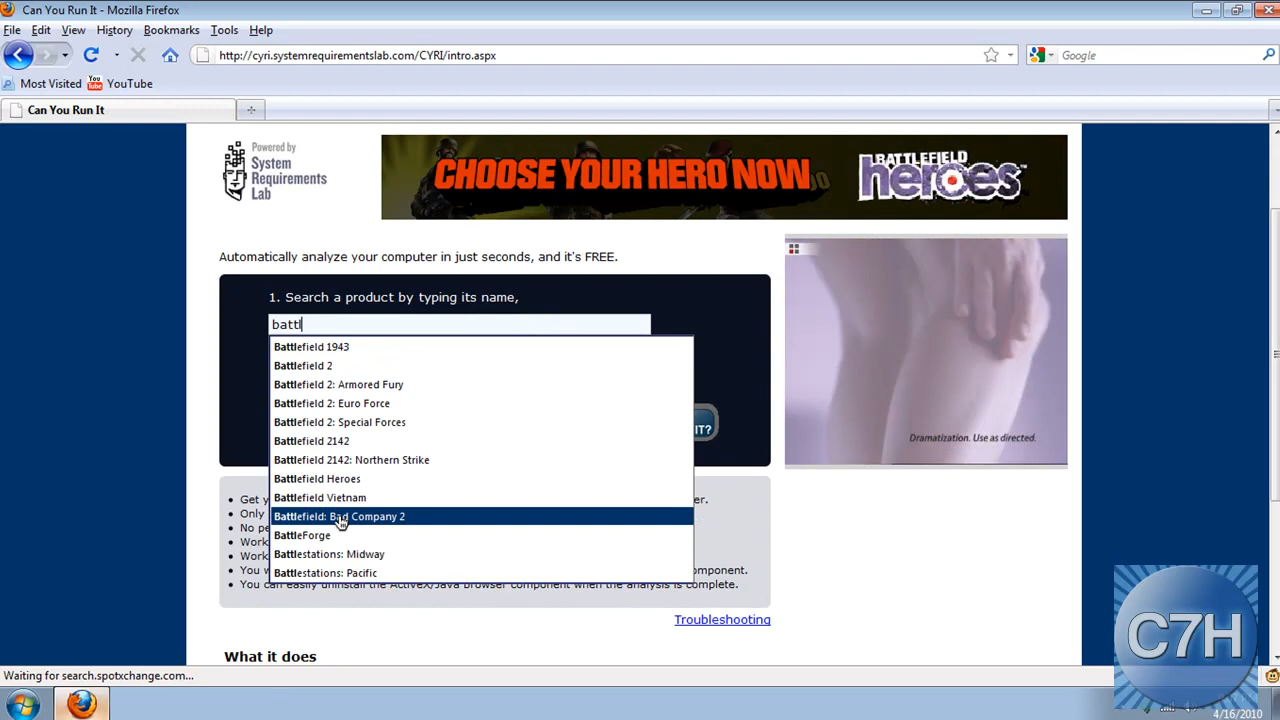 Can You Run It - Mozilla Firefox
File Edit View History Bookmarks Tools Help
http://cyri.systemrequirementslab.com/CYRI/intro.aspx
Google
Most Visited YouTube
Can You Run It
Powered by
System
Requirements
Lab
CHOOSE YOUR HERO NOW
BATTLEFIELD
heroes
Automatically analyze your computer in just seconds, and it's FREE.
1. Search a product by typing its name,
battl
Battlefield 1943
Battlefield 2
Battlefield 2: Armored Fury
Battlefield 2: Euro Force
Battlefield 2: Special Forces
Battlefield 2142
Battlefield 2142: Northern Strike
Battlefield Heroes
Battlefield Vietnam
Battlefield: Bad Company 2
BattleForge
Battlestations: Midway
Battlestations: Pacific
IT?
Dramatization. Use as directed.
Get
Only
Work
Work
You can easily uninstall the ActiveX/Java browser component when the analysis is complete.
Troubleshooting
What it does
Waiting for search.spotxchange.com...
C7H
4/16/2010